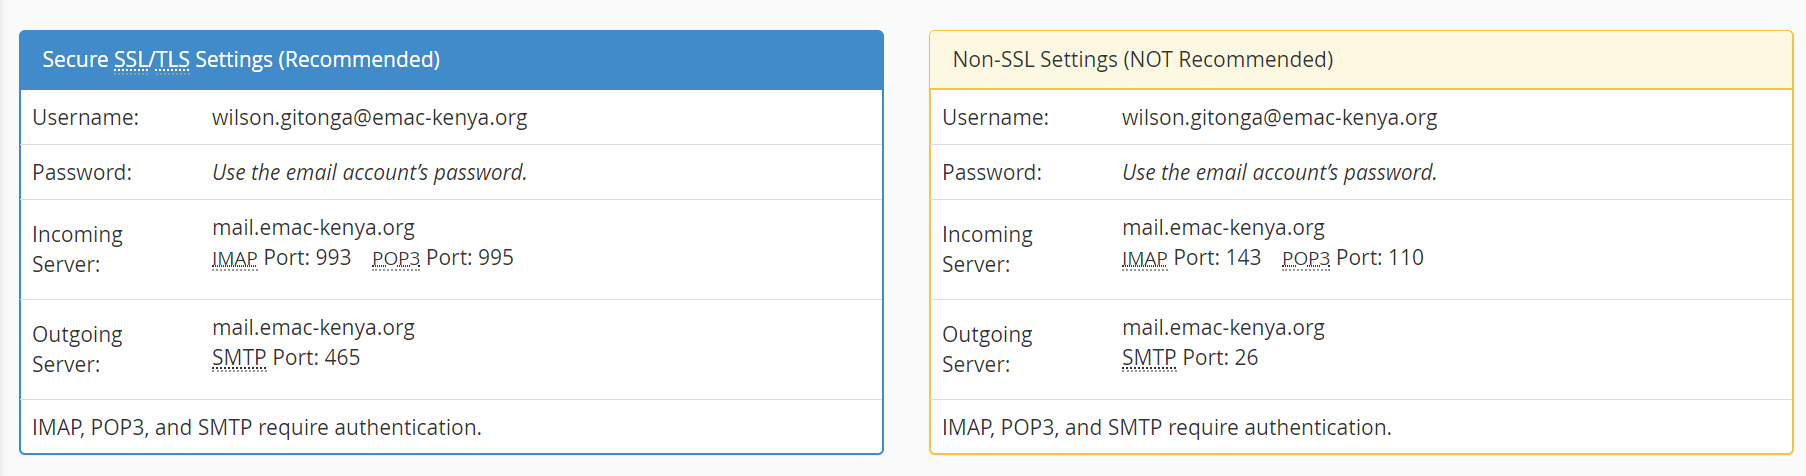 Secure SSL/TLS Settings (Recommended)
Username: wilson.gitonga@emac-kenya.org
Password: Use the email account’s password.
Incoming Server: mail.emac-kenya.org
IMAP Port: 993 POP3 Port: 995
Outgoing Server: mail.emac-kenya.org
SMTP Port: 465
IMAP, POP3, and SMTP require authentication.
Non-SSL Settings (NOT Recommended)
Username: wilson.gitonga@emac-kenya.org
Password: Use the email account’s password.
Incoming Server: mail.emac-kenya.org
IMAP Port: 143 POP3 Port: 110
Outgoing Server: mail.emac-kenya.org
SMTP Port: 26
IMAP, POP3, and SMTP require authentication.